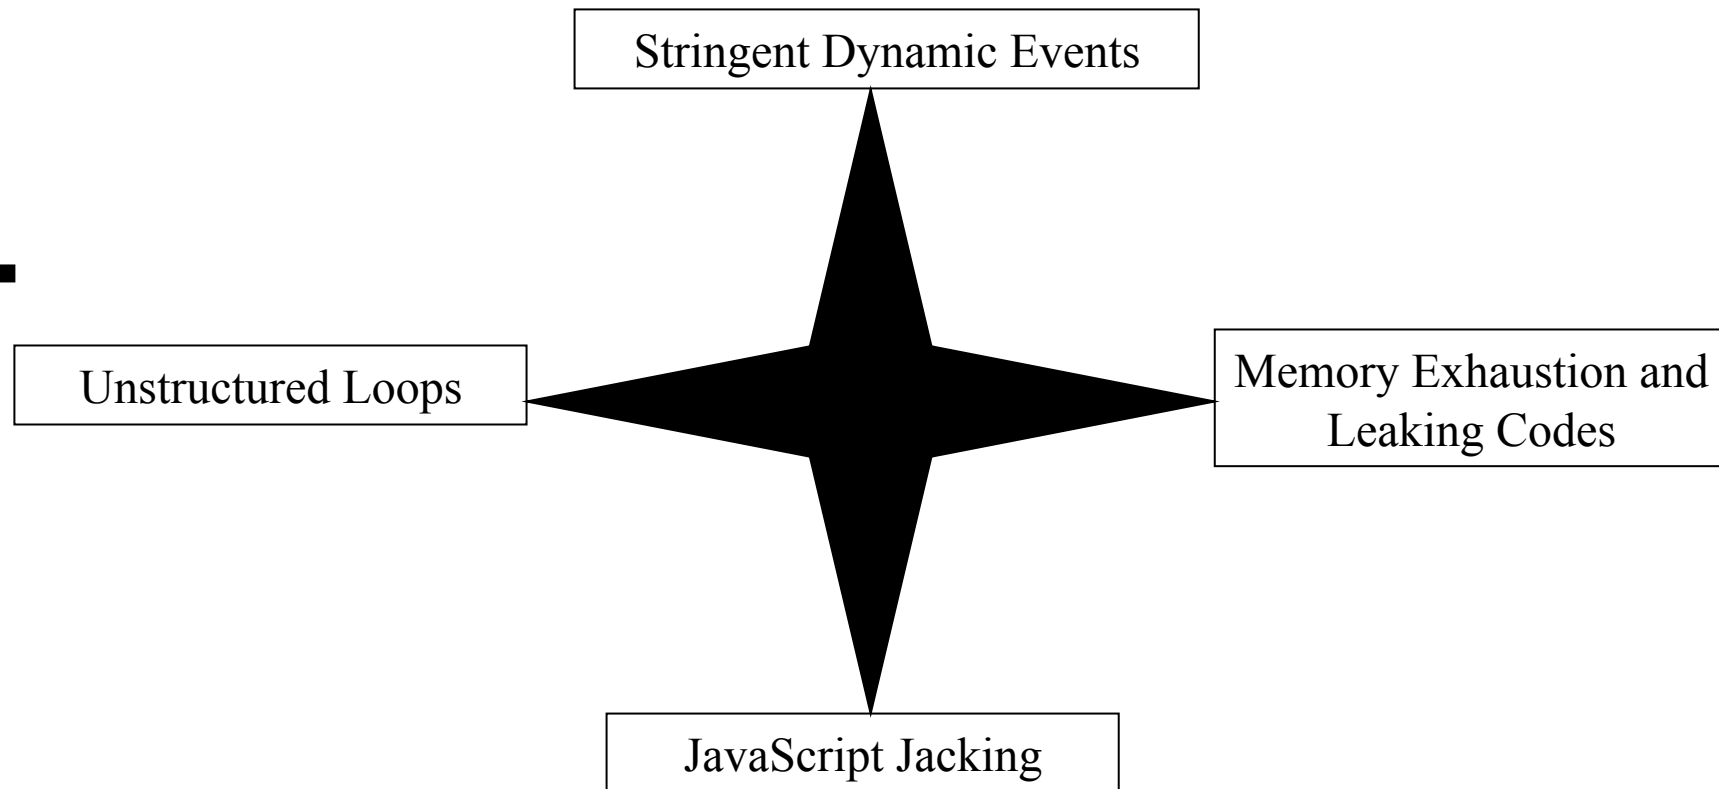 Stringent Dynamic Events
Unstructured Loops
Memory Exhaustion and
Leaking Codes
JavaScript Jacking